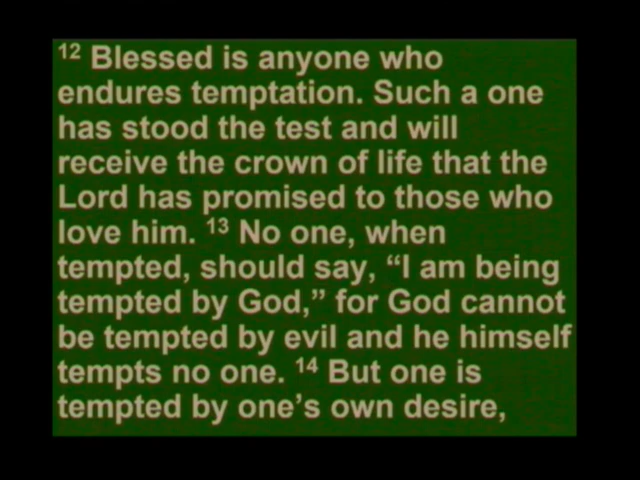 12 Blessed is anyone who
endures temptation. Such a one
has stood the test and will
receive the crown of life that the
Lord has promised to those who
love him. 13 No one, when
tempted, should say, “I am being
tempted by God,” for God cannot
be tempted by evil and he himself
tempts no one. 14 But one is
tempted by one’s own desire,